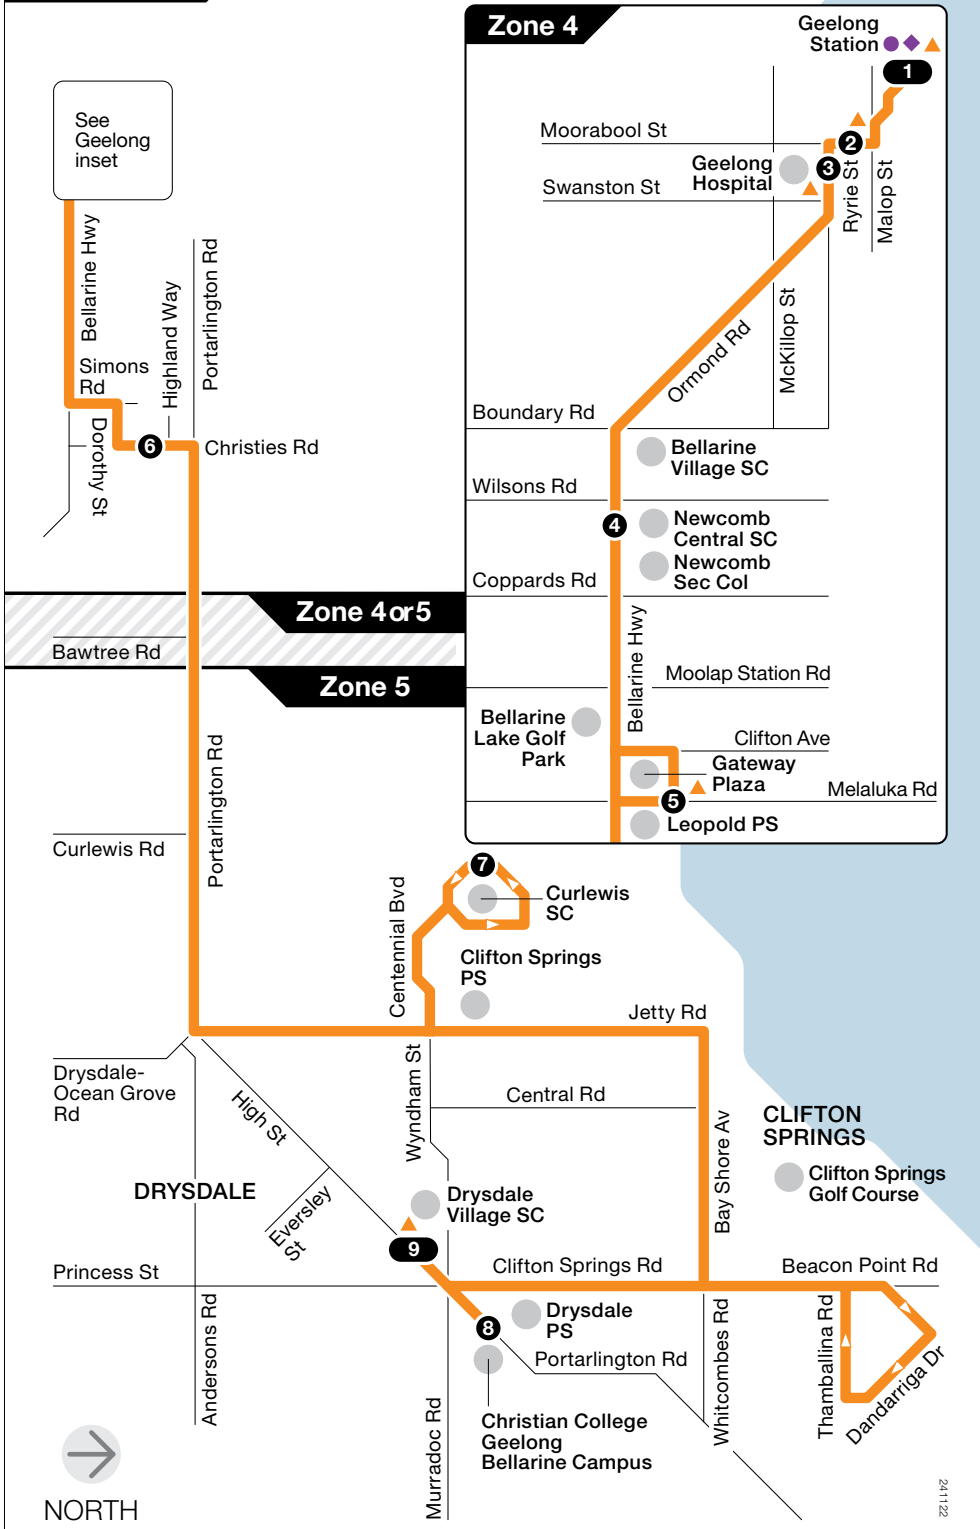 Zone 4
Geelong
Station
1
See
Geelong
inset
Moorabool St
2
Geelong
Hospital
3
Swanston St
Ryrie St
Malop St
Bellarine Hwy
Highland Way
Portarlington Rd
McKillop St
Ormond Rd
Simons
Rd
Dorothy St
6
Christies Rd
Boundary Rd
Bellarine
Village SC
Wilsons Rd
4
Newcomb
Central SC
Newcomb
Sec Col
Coppards Rd
Zone 4 or 5
Bawtree Rd
Zone 5
Bellarine Hwy
Moolap Station Rd
Bellarine
Lake Golf
Park
Clifton Ave
Gateway
Plaza
Melaluka Rd
5
Leopold PS
Portarlington Rd
Curlewis Rd
7
Curlewis
SC
Centennial Bvd
Clifton Springs
PS
Jetty Rd
Drysdale-
Ocean Grove
Rd
High St
Wyndham St
Central Rd
Bay Shore Av
CLIFTON
SPRINGS
Clifton Springs
Golf Course
DRYSDALE
Eversley
St
Drysdale
Village SC
9
Princess St
Clifton Springs Rd
Beacon Point Rd
Andersons Rd
8
Drysdale
PS
Portarlington Rd
Whitcombes Rd
Thamballina Rd
Dandarriga Dr
Murradoc Rd
Christian College
Geelong
Bellarine Campus
NORTH
241122